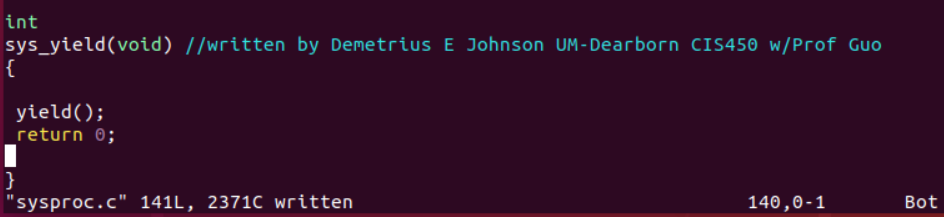 int
sys_yield(void) //written by Demetrius E Johnson UM-Dearborn CIS450 w/Prof Guo
{
yield();
return 0;
}
"sysproc.c" 141L, 2371C written 140,0-1 Bot